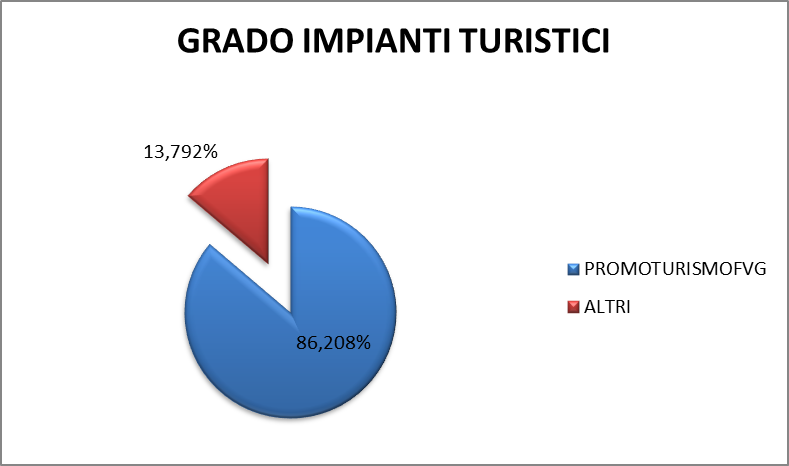 GRADO IMPIANTI TURISTICI
13,792%
86,208%
PROMOTURISMOFVG
ALTRI